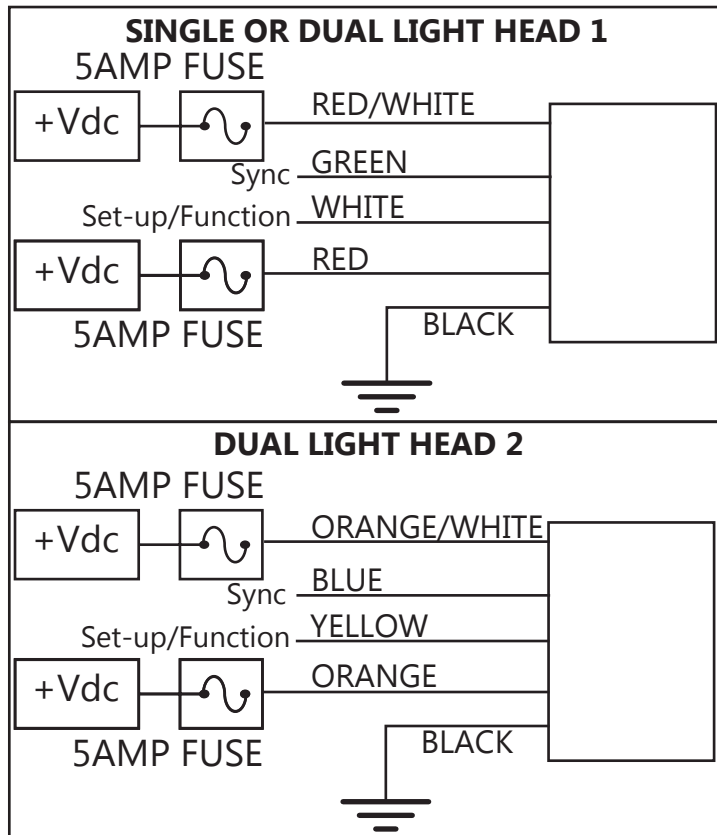 SINGLE OR DUAL LIGHT HEAD 1
5AMP FUSE
+Vdc
RED/WHITE
Sync
GREEN
Set-up/Function
WHITE
+Vdc
RED
5AMP FUSE
BLACK
DUAL LIGHT HEAD 2
5AMP FUSE
+Vdc
ORANGE/WHITE
Sync
BLUE
Set-up/Function
YELLOW
+Vdc
ORANGE
5AMP FUSE
BLACK